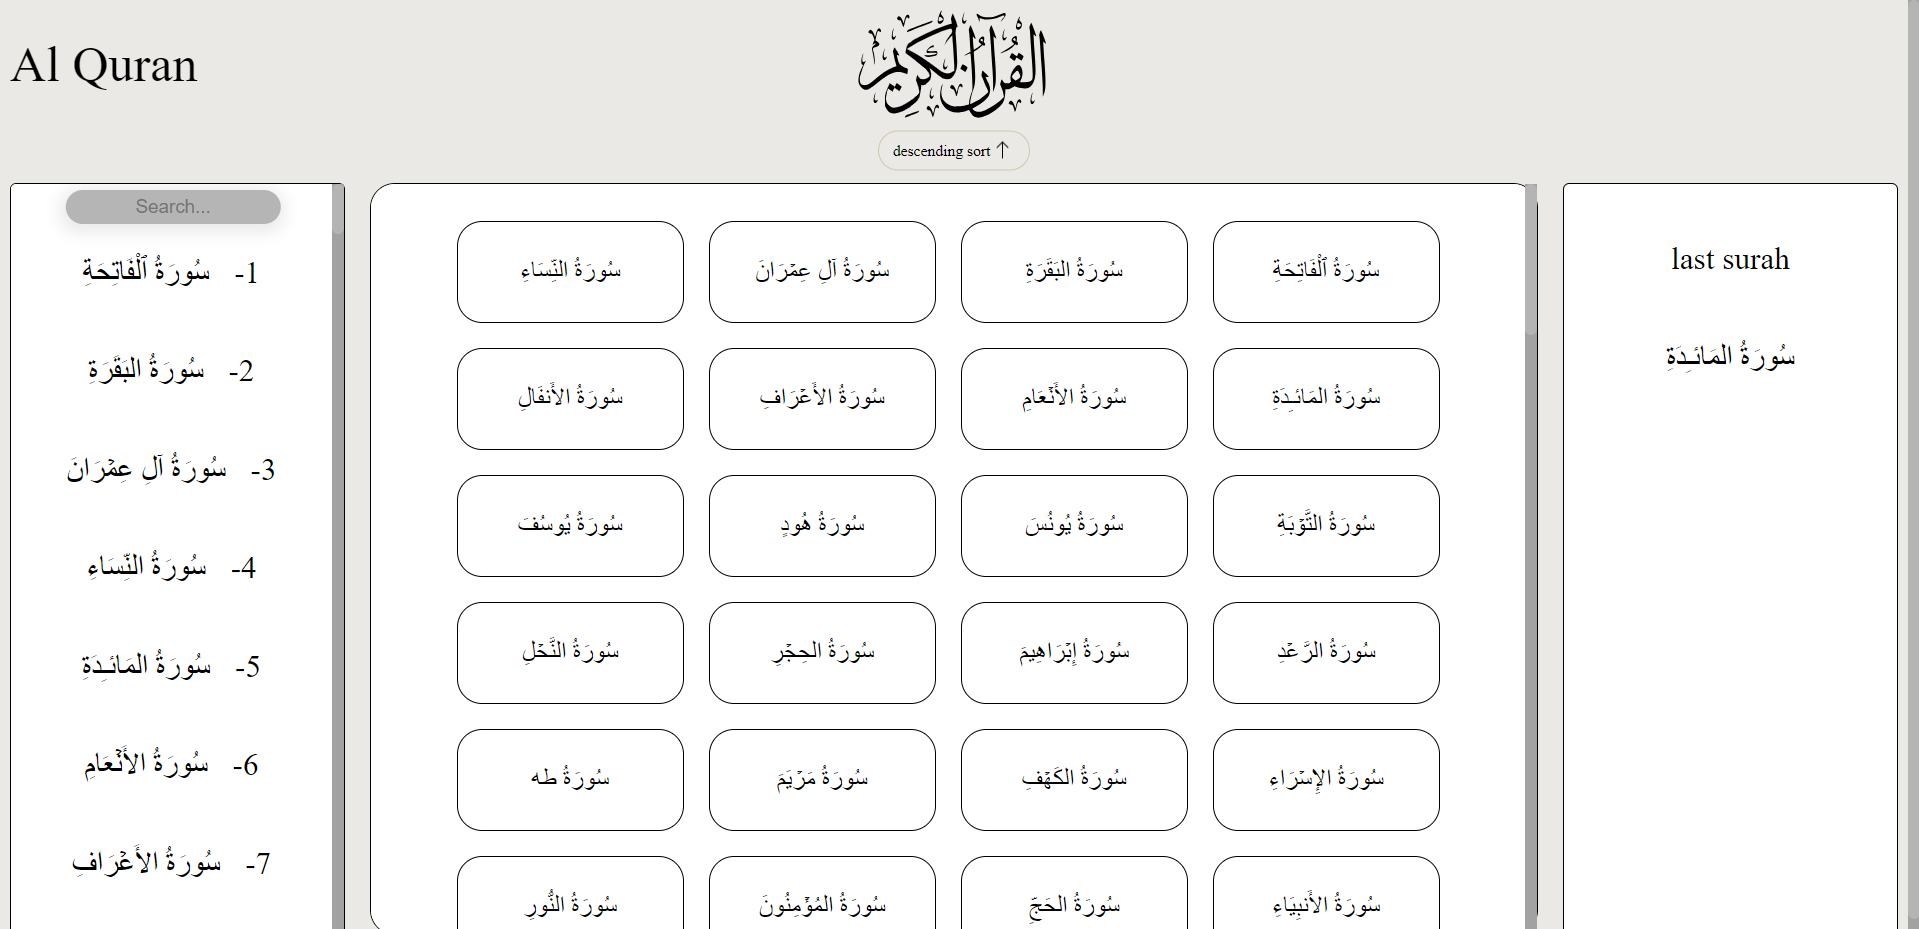 Al Quran
القرآن الكريم
descending sort ↑
Search...
1- سُورَةُ ٱلْفَاتِحَةِ
2- سُورَةُ البَقَرَةِ
3- سُورَةُ آلِ عِمۡرَانَ
4- سُورَةُ النِّسَاءِ
5- سُورَةُ المَائـِدَةِ
6- سُورَةُ الأَنۡعَامِ
7- سُورَةُ الأَعۡرَافِ
سُورَةُ ٱلْفَاتِحَةِ
سُورَةُ البَقَرَةِ
سُورَةُ آلِ عِمۡرَانَ
سُورَةُ النِّسَاءِ
سُورَةُ المَائـِدَةِ
سُورَةُ الأَنۡعَامِ
سُورَةُ الأَعۡرَافِ
سُورَةُ الأَنفَالِ
سُورَةُ التَّوۡبَةِ
سُورَةُ يُونُسَ
سُورَةُ هُودٍ
سُورَةُ يُوسُفَ
سُورَةُ الرَّعۡدِ
سُورَةُ إِبۡرَاهِيمَ
سُورَةُ الحِجۡرِ
سُورَةُ النَّحۡلِ
سُورَةُ الإِسۡرَاءِ
سُورَةُ الكَهۡفِ
سُورَةُ مَرۡيَمَ
سُورَةُ طه
سُورَةُ الأَنبِيَاءِ
سُورَةُ الحَجِّ
سُورَةُ المُؤۡمِنُونَ
سُورَةُ النُّورِ
last surah
سُورَةُ المَائـِدَةِ